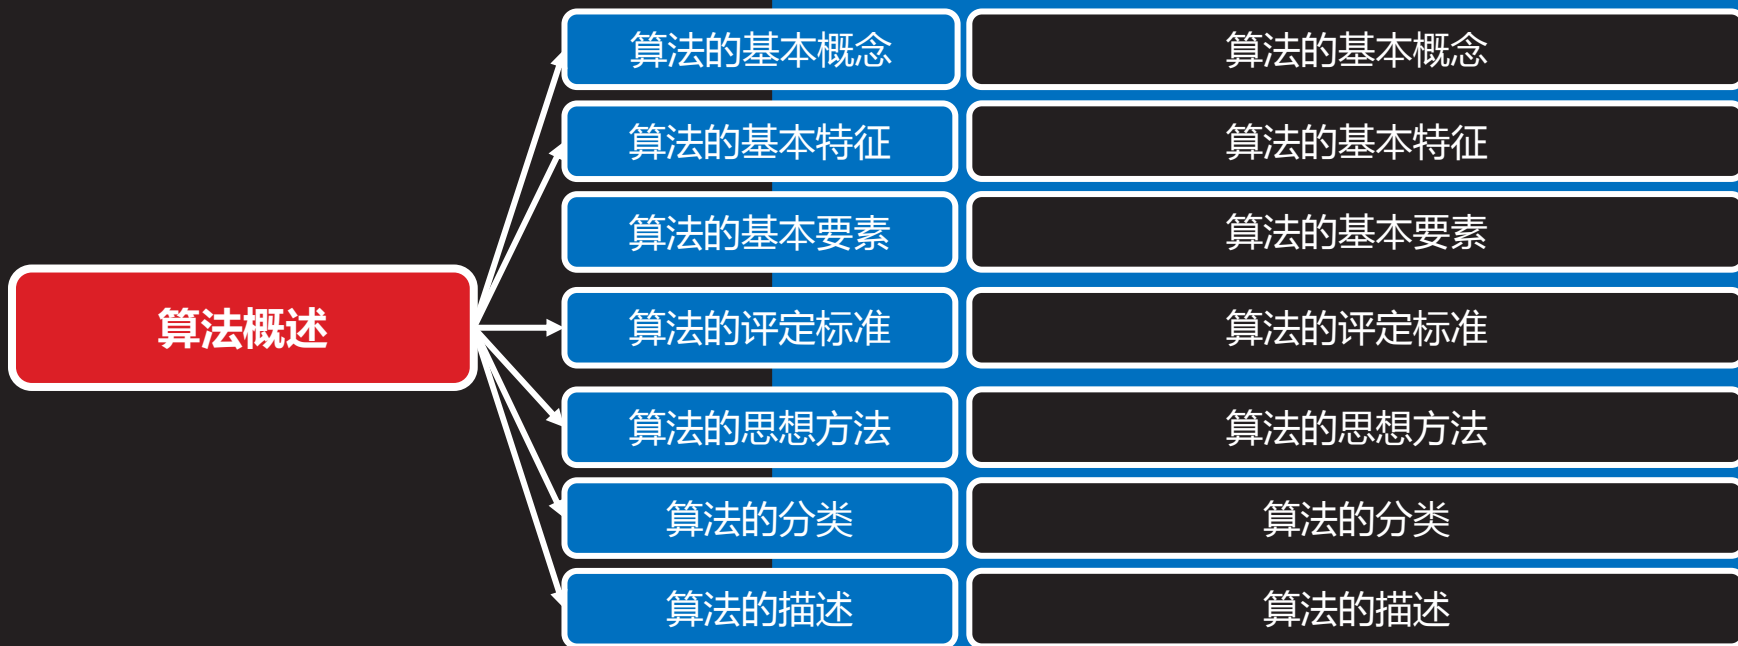 算法概述
算法的基本概念
算法的基本概念
算法的基本特征
算法的基本特征
算法的基本要素
算法的基本要素
算法的评定标准
算法的评定标准
算法的思想方法
算法的思想方法
算法的分类
算法的分类
算法的描述
算法的描述